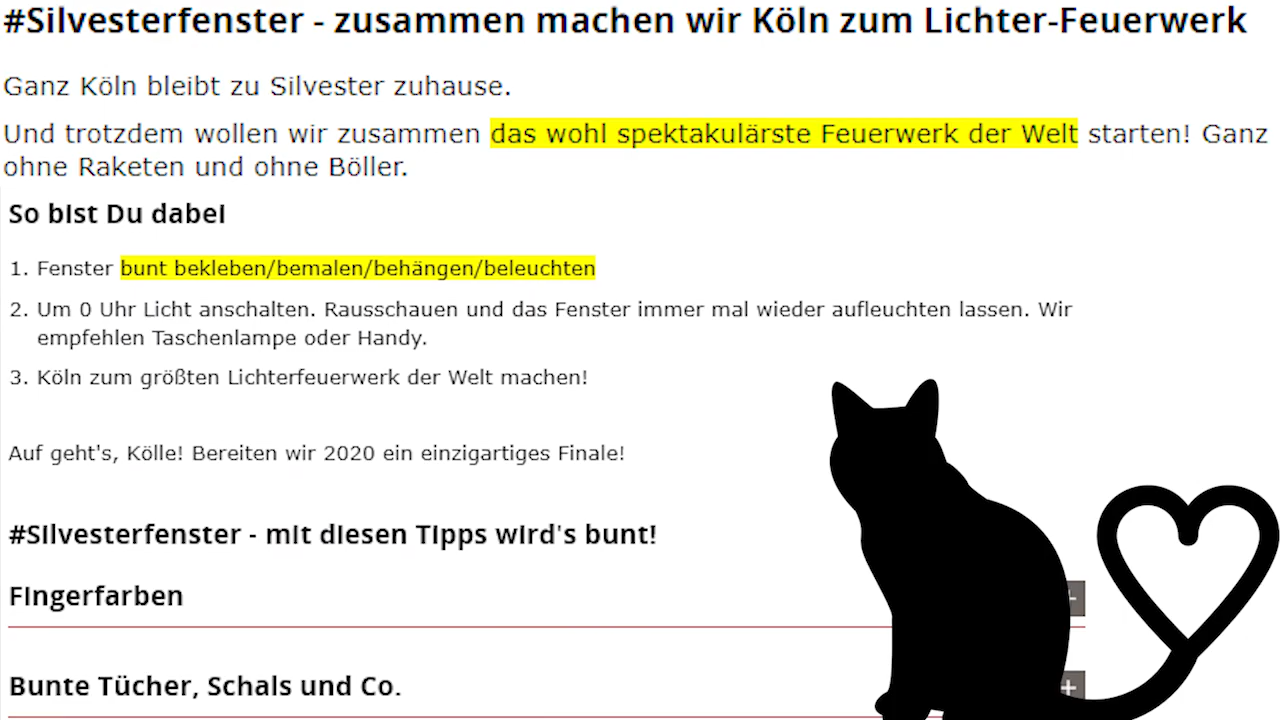 #Silvesterfenster - zusammen machen wir Köln zum Lichter-Feuerwerk
Ganz Köln bleibt zu Silvester zuhause.
Und trotzdem wollen wir zusammen das wohl spektakulärste Feuerwerk der Welt starten! Ganz
ohne Raketen und ohne Böller.
So bist Du dabei
1. Fenster bunt bekleben/bemalen/behängen/beleuchten
2. Um 0 Uhr Licht anschalten. Rausschauen und das Fenster immer mal wieder aufleuchten lassen. Wir
empfehlen Taschenlampe oder Handy.
3. Köln zum größten Lichterfeuerwerk der Welt machen!
Auf geht's, Kölle! Bereiten wir 2020 ein einzigartiges Finale!
#Silvesterfenster - mit diesen Tipps wird's bunt!
Fingerfarben
Bunte Tücher, Schals und Co.